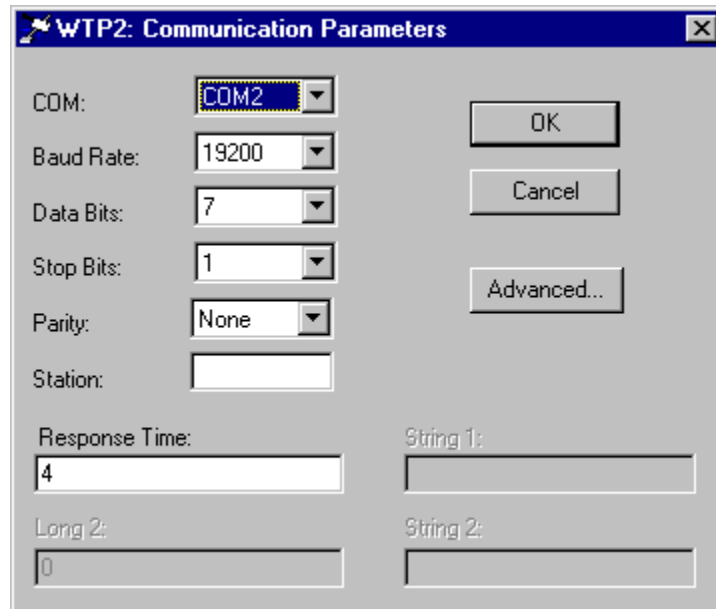 WTP2: Communication Parameters
COM: COM2
OK
Baud Rate: 19200
Data Bits: 7
Cancel
Stop Bits: 1
Advanced...
Parity: None
Station:
Response Time:
4
String 1:
Long 2:
0
String 2: